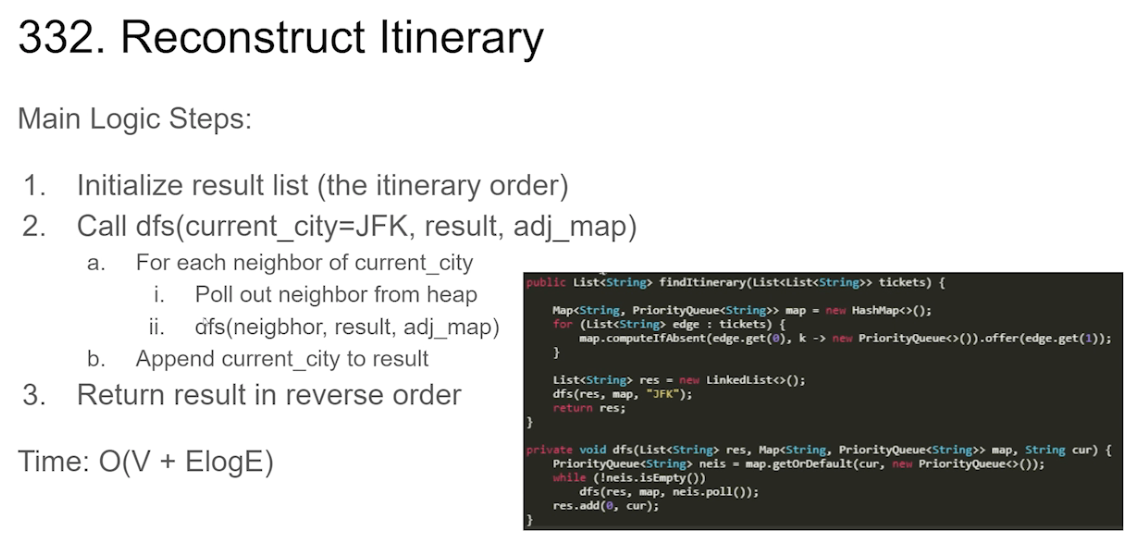 332. Reconstruct Itinerary
Main Logic Steps:
1. Initialize result list (the itinerary order)
2. Call dfs(current_city=JFK, result, adj_map)
a. For each neighbor of current_city
i. Poll out neighbor from heap
ii. dfs(neigbhor, result, adj_map)
b. Append current_city to result
3. Return result in reverse order
Time: O(V + ElogE)
public List<String> findItinerary(List<List<String>> tickets) {
Map<String, PriorityQueue<String>> map = new HashMap<>();
for (List<String> edge : tickets) {
map.computeIfAbsent(edge.get(0), k -> new PriorityQueue<>()).offer(edge.get(1));
}
List<String> res = new LinkedList<>();
dfs(res, map, "JFK");
return res;
}
private void dfs(List<String> res, Map<String, PriorityQueue<String>> map, String cur) {
PriorityQueue<String> neis = map.getOrDefault(cur, new PriorityQueue<>());
while (!neis.isEmpty())
dfs(res, map, neis.poll());
res.add(0, cur);
}